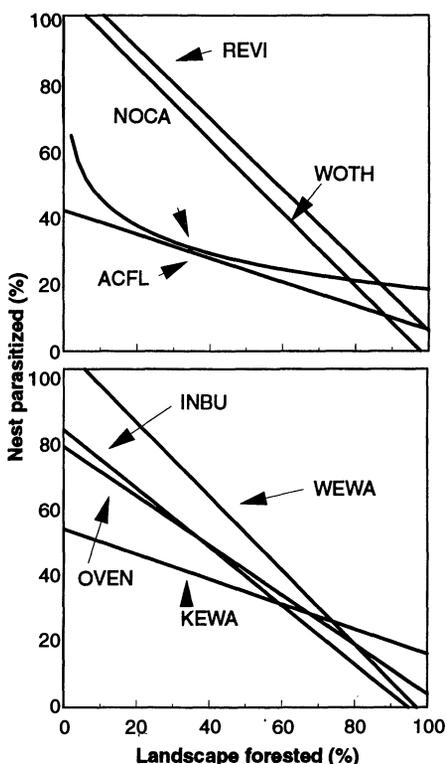 100
REVI
80
NOCA
60
WOTH
40
ACFL
20
0
100
INBU
80
WEWA
60
OVEN
40
KEWA
20
0
0 20 40 60 80 100
Nest parasitized (%)
Landscape forested (%)